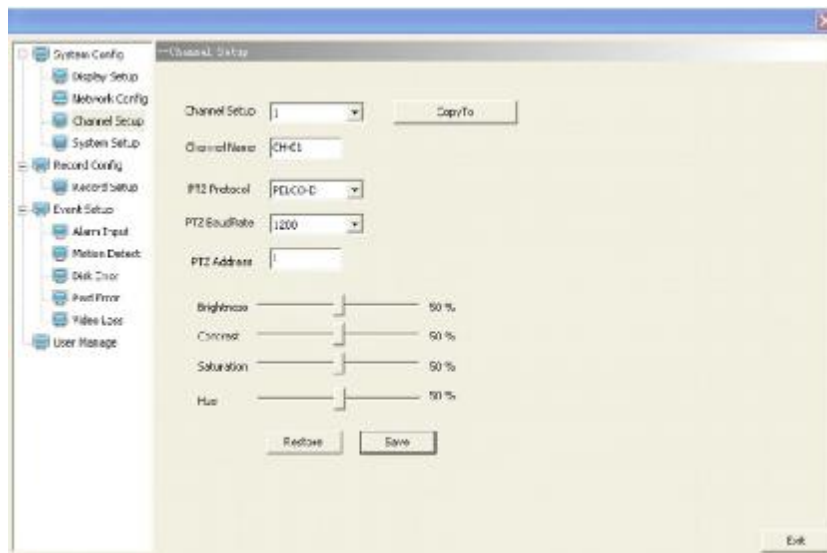 System Config
Display Setup
Network Config
Channel Setup
System Setup
Record Config
Record Setup
Event Setup
Alarm Input
Motion Detect
Disk Error
Video Loss
User Manage
--Channel Setup
Channel Setup 1 CopyTo
Channel Name
PTZ Protocol PELCO-D
PTZ BaudRate 1200
PTZ Address 1
Brightness 50 %
Contrast 50 %
Saturation 50 %
Hue 50 %
Restore Save
Exit